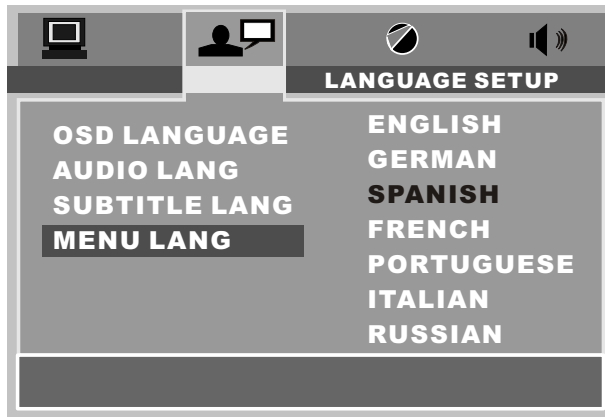 LANGUAGE SETUP
OSD LANGUAGE
AUDIO LANG
SUBTITLE LANG
MENU LANG
ENGLISH
GERMAN
SPANISH
FRENCH
PORTUGUESE
ITALIAN
RUSSIAN